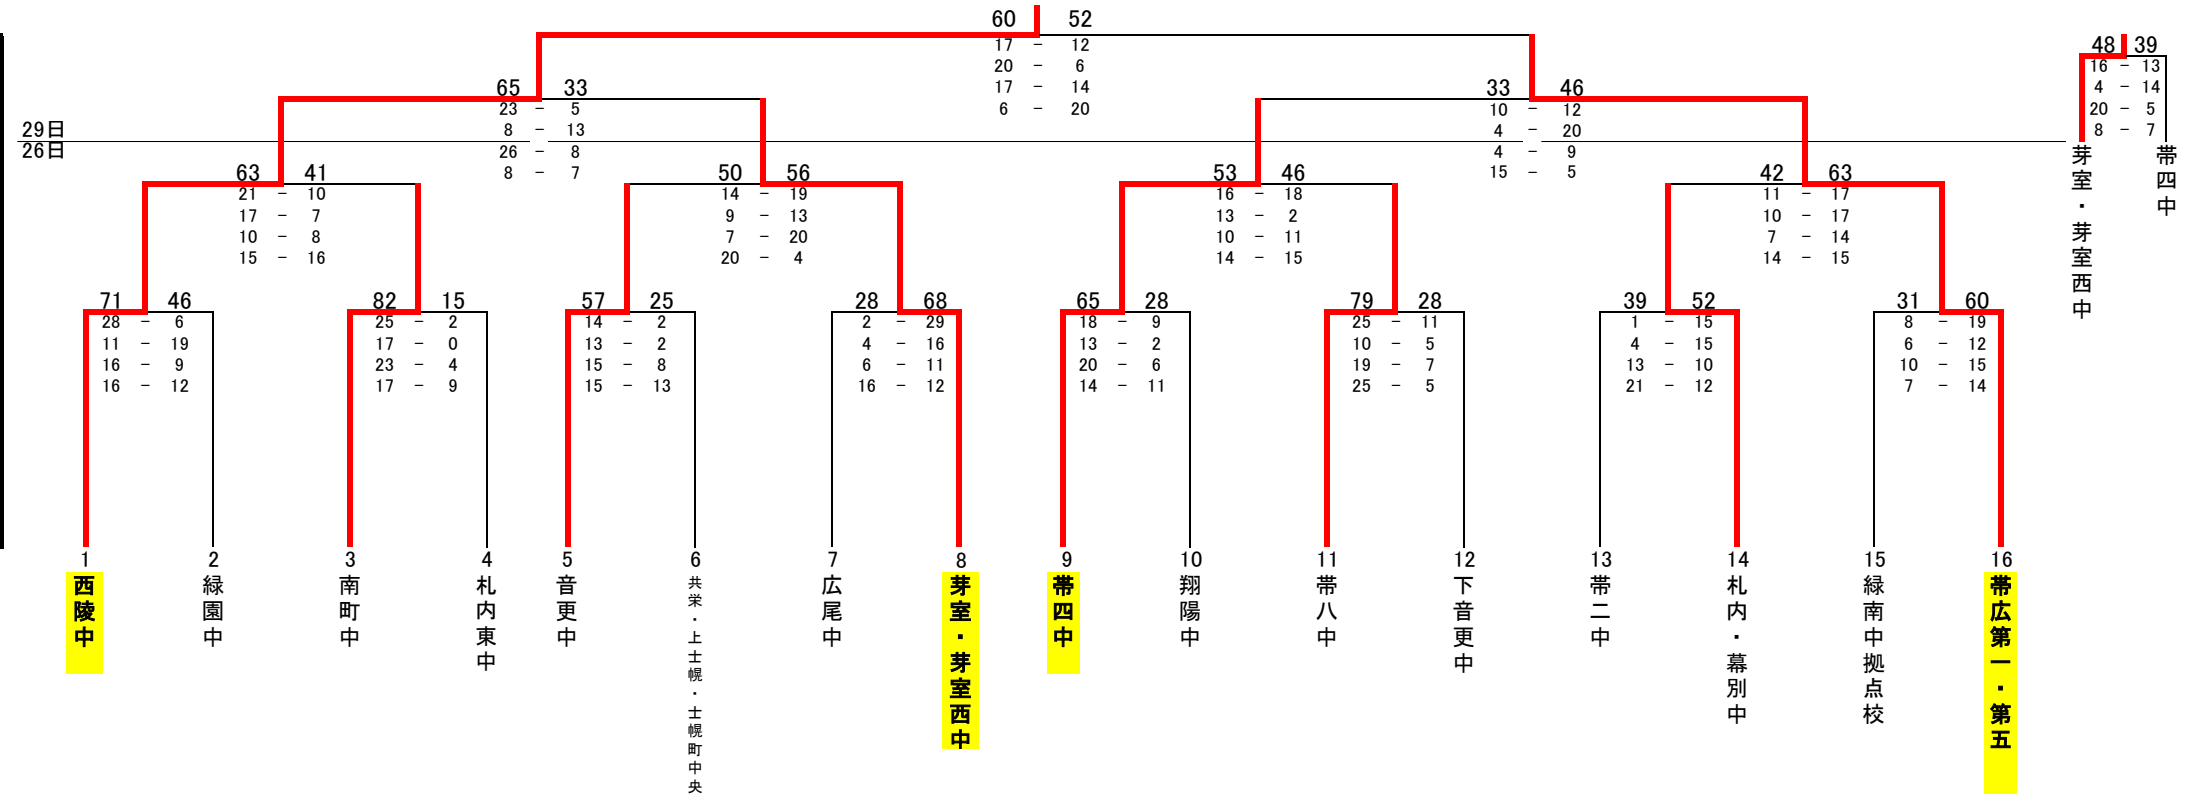 60 52
17 - 12
20 - 6
17 - 14
6 - 20
48 39
16 - 13
4 - 14
20 - 5
8 - 7
芽室・芽室西中
帯四中
65 33
23 - 5
8 - 13
26 - 8
8 - 7
33 46
10 - 12
4 - 20
4 - 9
15 - 5
29日
26日
63 41
21 - 10
17 - 7
10 - 8
15 - 16
50 56
14 - 19
9 - 13
7 - 20
20 - 4
53 46
16 - 18
13 - 2
10 - 11
14 - 15
42 63
11 - 17
10 - 17
7 - 14
14 - 15
71 46
28 - 6
11 - 19
16 - 9
16 - 12
82 15
25 - 2
17 - 0
23 - 4
17 - 9
57 25
14 - 2
13 - 2
15 - 8
15 - 13
28 68
2 - 29
4 - 16
6 - 11
16 - 12
65 28
18 - 9
13 - 2
20 - 6
14 - 11
79 28
25 - 11
10 - 5
19 - 7
25 - 5
39 52
1 - 15
4 - 15
13 - 10
21 - 12
31 60
8 - 19
6 - 12
10 - 15
7 - 14
1
西陵中
2
緑園中
3
南町中
4
札内東中
5
音更中
6
共栄・上士幌・士幌町中央
7
広尾中
8
芽室・芽室西中
9
帯四中
10
翔陽中
11
帯八中
12
下音更中
13
帯二中
14
札内・幕別中
15
緑南中拠点校
16
帯広第一・第五